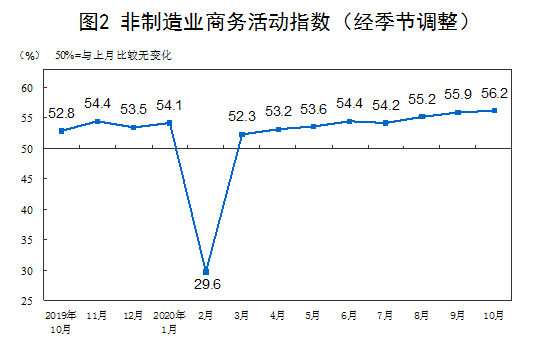 图2 非制造业商务活动指数（经季节调整）
（%） 50%=与上月比较无变化
60
55
50
45
40
35
30
25
52.8
54.4
53.5
54.1
29.6
52.3
53.2
53.6
54.4
54.2
55.2
55.9
56.2
2019年
10月
11月
12月
2020年
1月
2月
3月
4月
5月
6月
7月
8月
9月
10月